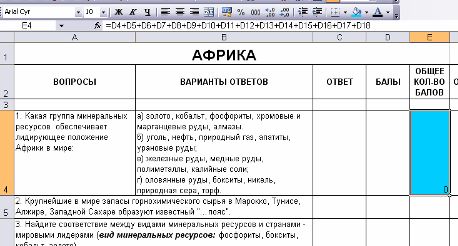 Arial Cyr 10 Ж К Ч
E4 fx =D4+D5+D6+D7+D8+D9+D10+D11+D12+D13+D14+D15+D16+D17+D18
A B C D E
1 АФРИКА
2 ВОПРОСЫ ВАРИАНТЫ ОТВЕТОВ ОТВЕТ БАЛЫ ОБЩЕЕ
КОЛ-ВО
БАЛОВ
3
1. Какая группа минеральных
ресурсов обеспечивает
лидирующее положение
Африки в мире:
а) золото, кобальт, фосфориты, хромовые и
марганцевые руды, алмазы.
б) уголь, нефть, природный газ, апатиты,
урановые руды;
в) железные руды, медные руды,
полиметаллы, калийные соли;
г) оловянные руды, бокситы, никель,
природная сера, торф.
4 0
5 2. Крупнейшие в мире запасы горнохимического сырья в Марокко, Тунисе,
Алжире, Западной Сахаре образуют известный "... пояс".
3. Найдите соответствие между видами минеральных ресурсов и странами -
мировыми лидерами (вид минеральных ресурсов: фосфориты, бокситы,